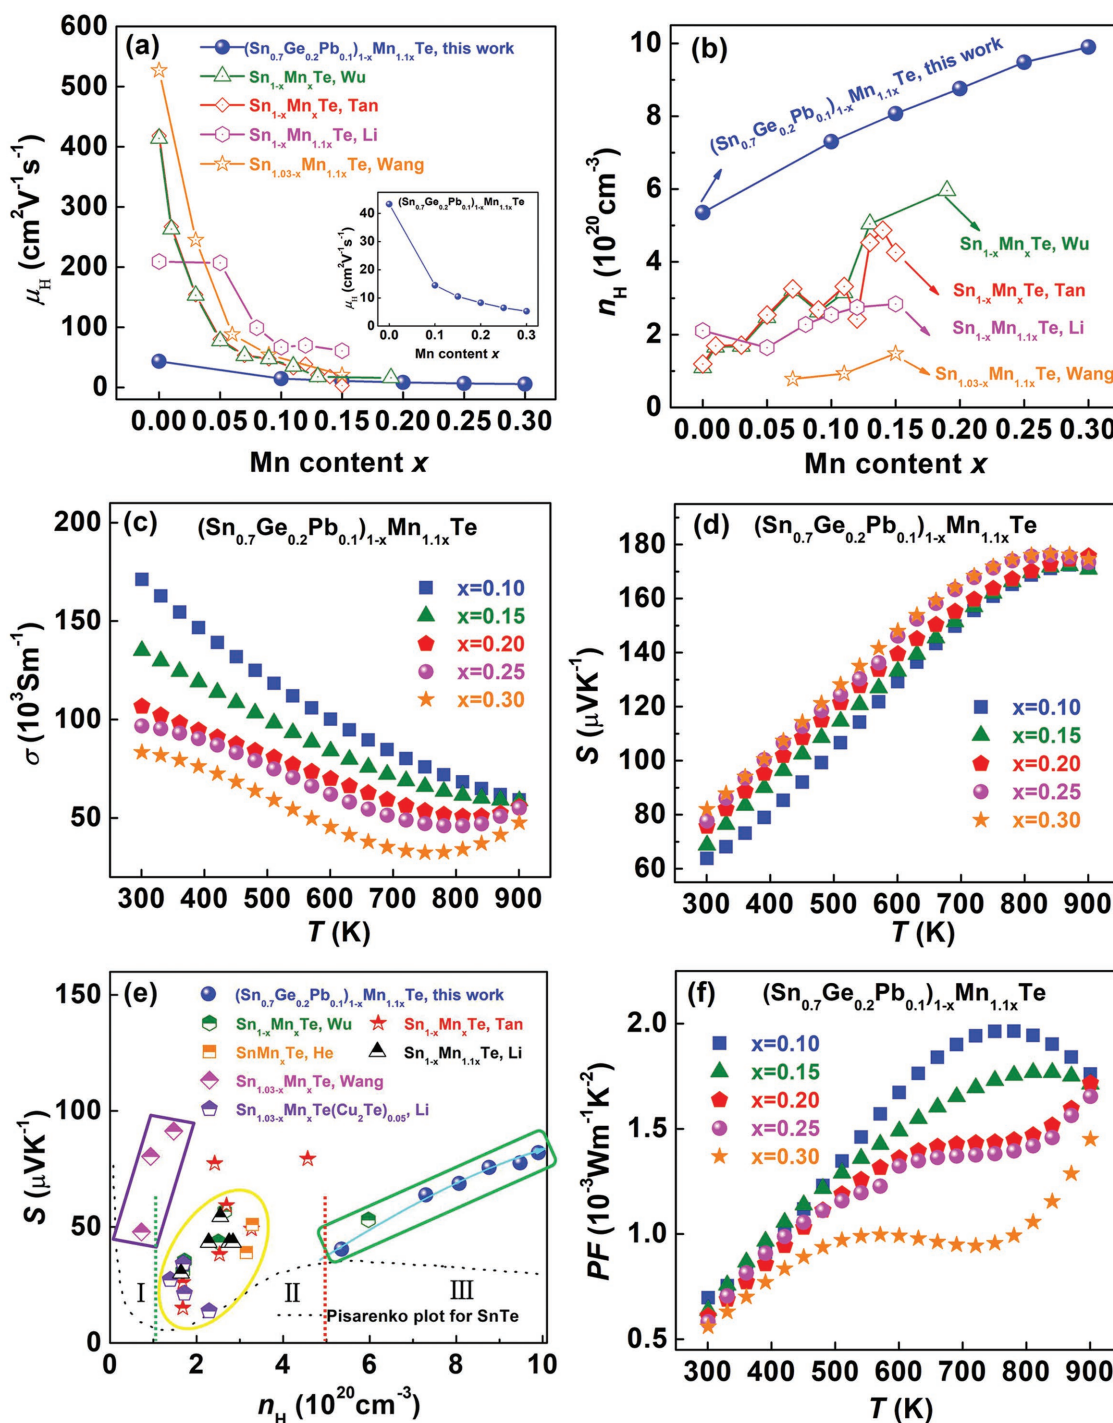 (a)
(Sn0.7Ge0.2Pb0.1)1-xMn1.1xTe, this work
Sn1-xMnxTe, Wu
Sn1-xMnxTe, Tan
Sn1-xMn1.1xTe, Li
Sn1.03-xMn1.1xTe, Wang
600
500
400
300
200
100
0
μH (cm2V-1s-1)
0.00 0.05 0.10 0.15 0.20 0.25 0.30
Mn content x
(Sn0.7Ge0.2Pb0.1)1-xMn1.1xTe
40
30
20
10
0
μH (cm2V-1s-1)
0.0 0.1 0.2 0.3
Mn content x
(b)
(Sn0.7Ge0.2Pb0.1)1-xMn1.1xTe, this work
Sn1-xMnxTe, Wu
Sn1-xMnxTe, Tan
Sn1-xMn1.1xTe, Li
Sn1.03-xMn1.1xTe, Wang
10
8
6
4
2
0
nH (1020cm-3)
0.00 0.05 0.10 0.15 0.20 0.25 0.30
Mn content x
(c)
(Sn0.7Ge0.2Pb0.1)1-xMn1.1xTe
x=0.10
x=0.15
x=0.20
x=0.25
x=0.30
200
150
100
50
σ (103Sm-1)
300 400 500 600 700 800 900
T (K)
(d)
(Sn0.7Ge0.2Pb0.1)1-xMn1.1xTe
180
160
140
120
100
80
60
S (μVK-1)
x=0.10
x=0.15
x=0.20
x=0.25
x=0.30
300 400 500 600 700 800 900
T (K)
(e)
(Sn0.7Ge0.2Pb0.1)1-xMn1.1xTe, this work
Sn1-xMnxTe, Wu
Sn1-xMnxTe, Tan
SnMnxTe, He
Sn1-xMn1.1xTe, Li
Sn1.03-xMnxTe, Wang
Sn1.03-xMnxTe(Cu2Te)0.05, Li
150
100
50
0
S (μVK-1)
I
II
III
Pisarenko plot for SnTe
0 2 4 6 8 10
nH (1020cm-3)
(f)
(Sn0.7Ge0.2Pb0.1)1-xMn1.1xTe
x=0.10
x=0.15
x=0.20
x=0.25
x=0.30
2.0
1.5
1.0
0.5
PF (10-3Wm-1K-2)
300 400 500 600 700 800 900
T (K)